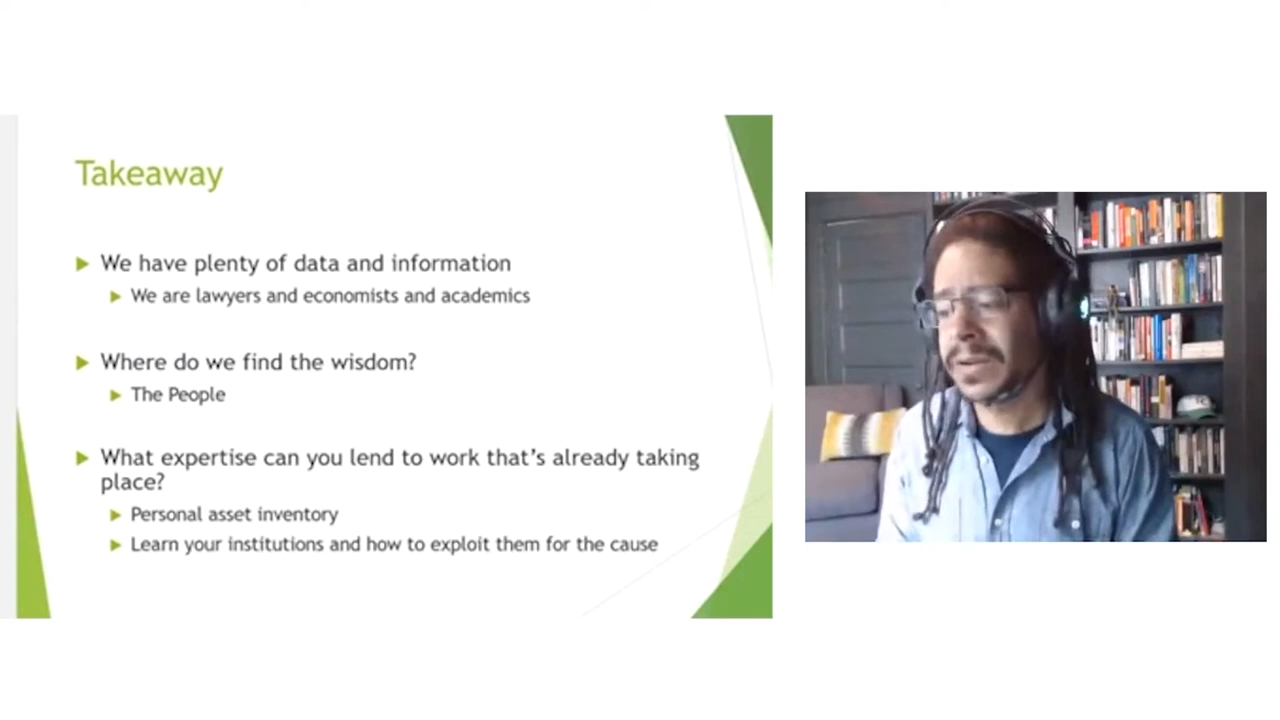 Takeaway
We have plenty of data and information
We are lawyers and economists and academics
Where do we find the wisdom?
The People
What expertise can you lend to work that's already taking
place?
Personal asset inventory
Learn your institutions and how to exploit them for the cause